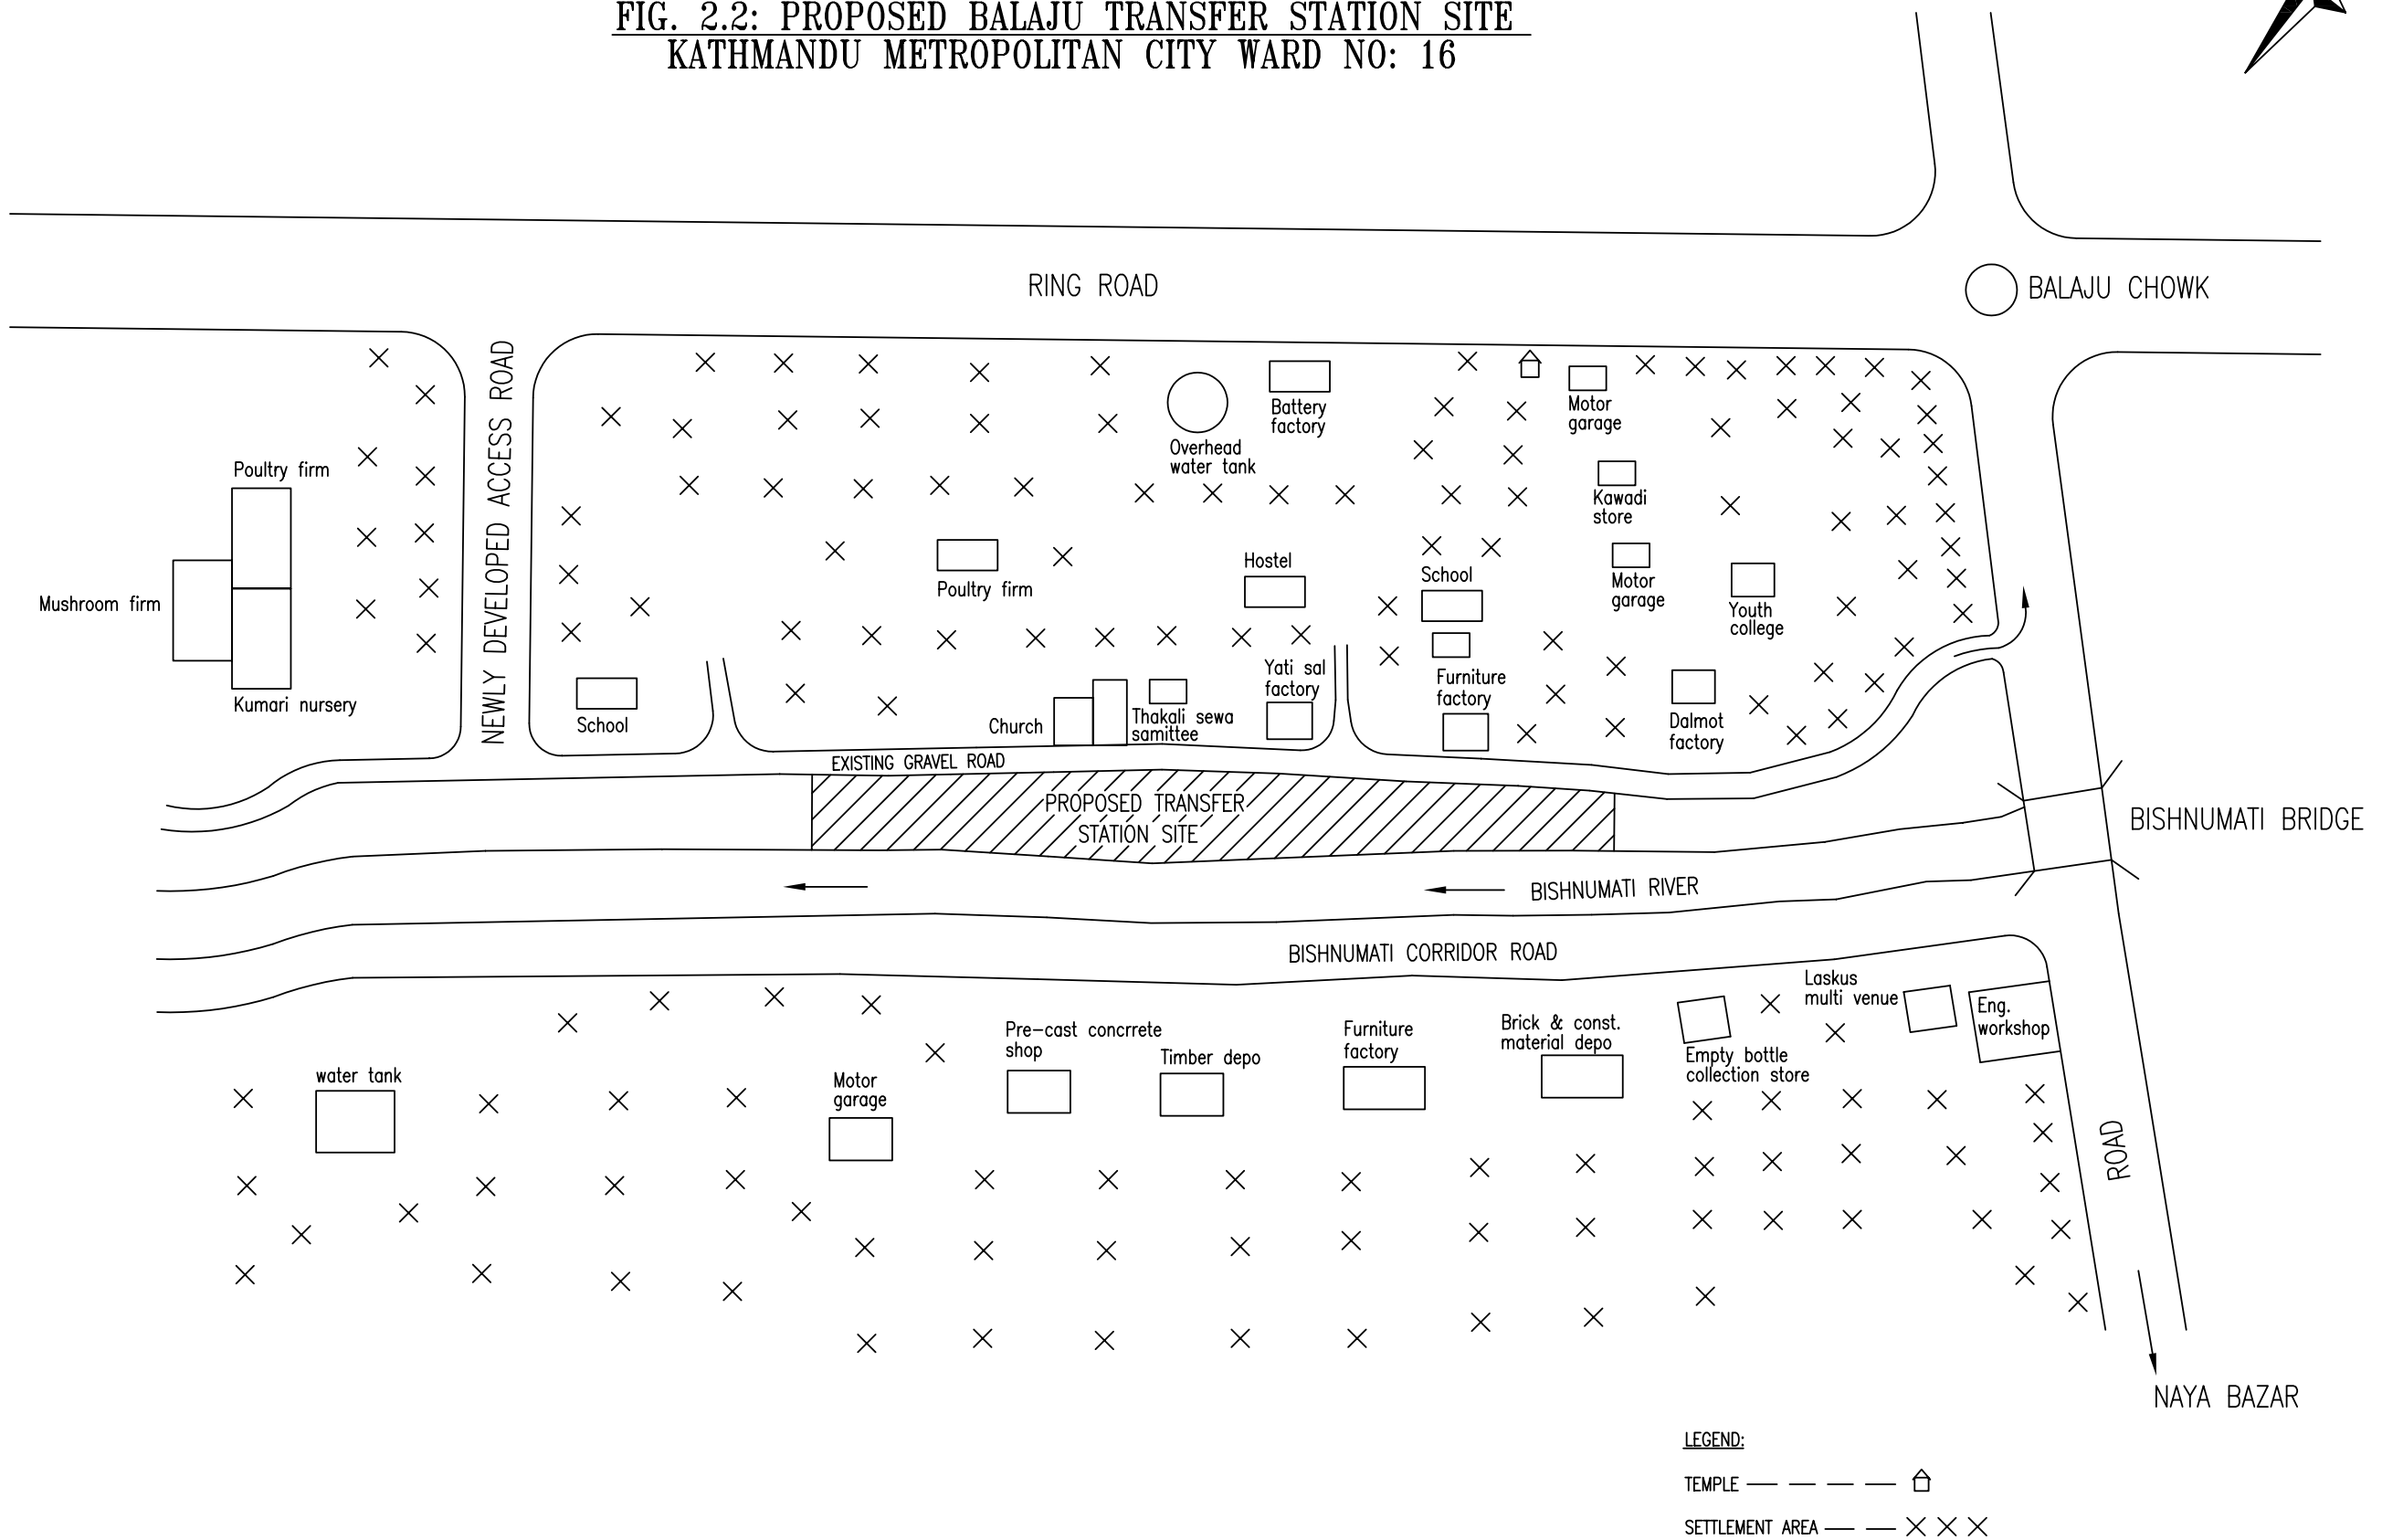 FIG. 2.2: PROPOSED BALAJU TRANSFER STATION SITE
KATHMANDU METROPOLITAN CITY WARD NO: 16
RING ROAD
BALAJU CHOWK
NEWLY DEVELOPED ACCESS ROAD
Battery
factory
Motor
garage
Overhead
water tank
Poultry firm
Kawadi
store
Mushroom firm
Kumari nursery
Poultry firm
Hostel
School
Motor
garage
Youth
college
School
Church
Thakali sewa
samittee
Yati sal
factory
Furniture
factory
Dalmot
factory
EXISTING GRAVEL ROAD
PROPOSED TRANSFER
STATION SITE
BISHNUMATI BRIDGE
BISHNUMATI RIVER
BISHNUMATI CORRIDOR ROAD
Laskus
multi venue
Eng.
workshop
Pre-cast concrrete
shop
Timber depo
Furniture
factory
Brick & const.
material depo
Empty bottle
collection store
water tank
Motor
garage
ROAD
NAYA BAZAR
LEGEND:
TEMPLE
SETTLEMENT AREA